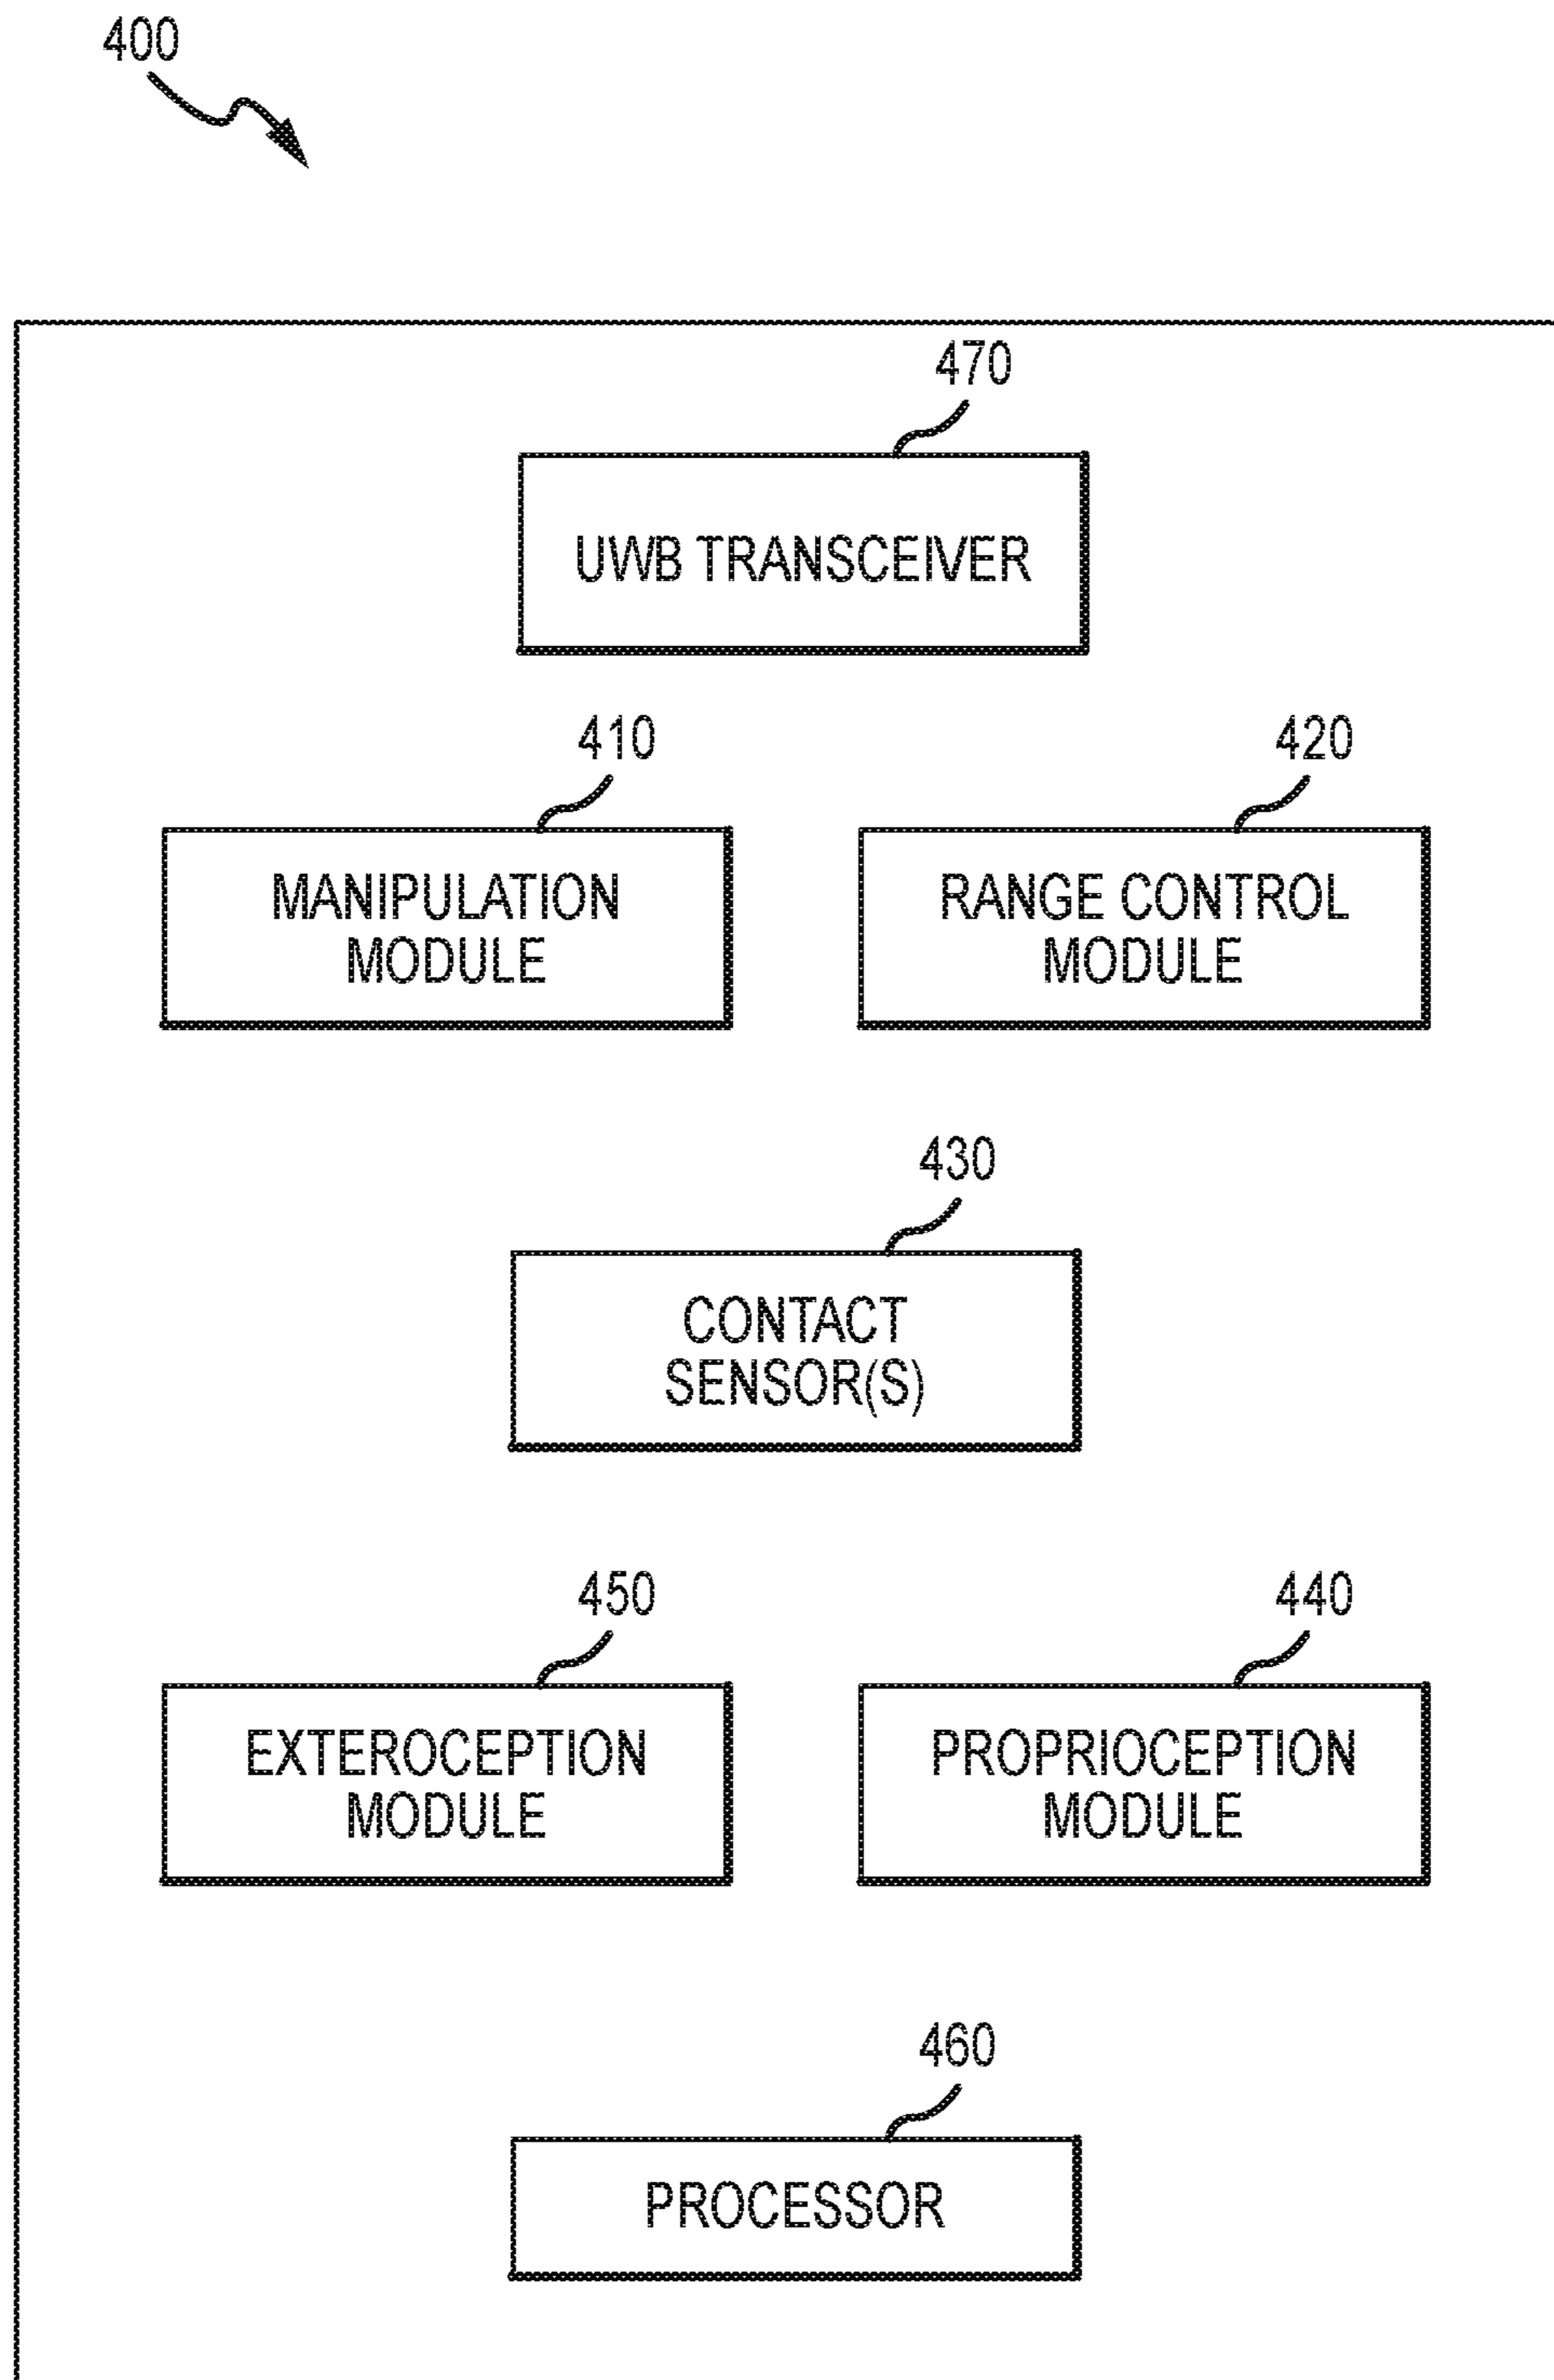 400
470
UWB TRANSCEIVER
410
420
MANIPULATION
MODULE
RANGE CONTROL
MODULE
430
CONTACT
SENSOR(S)
450
440
EXTEROCEPTION
MODULE
PROPRIOCEPTION
MODULE
460
PROCESSOR